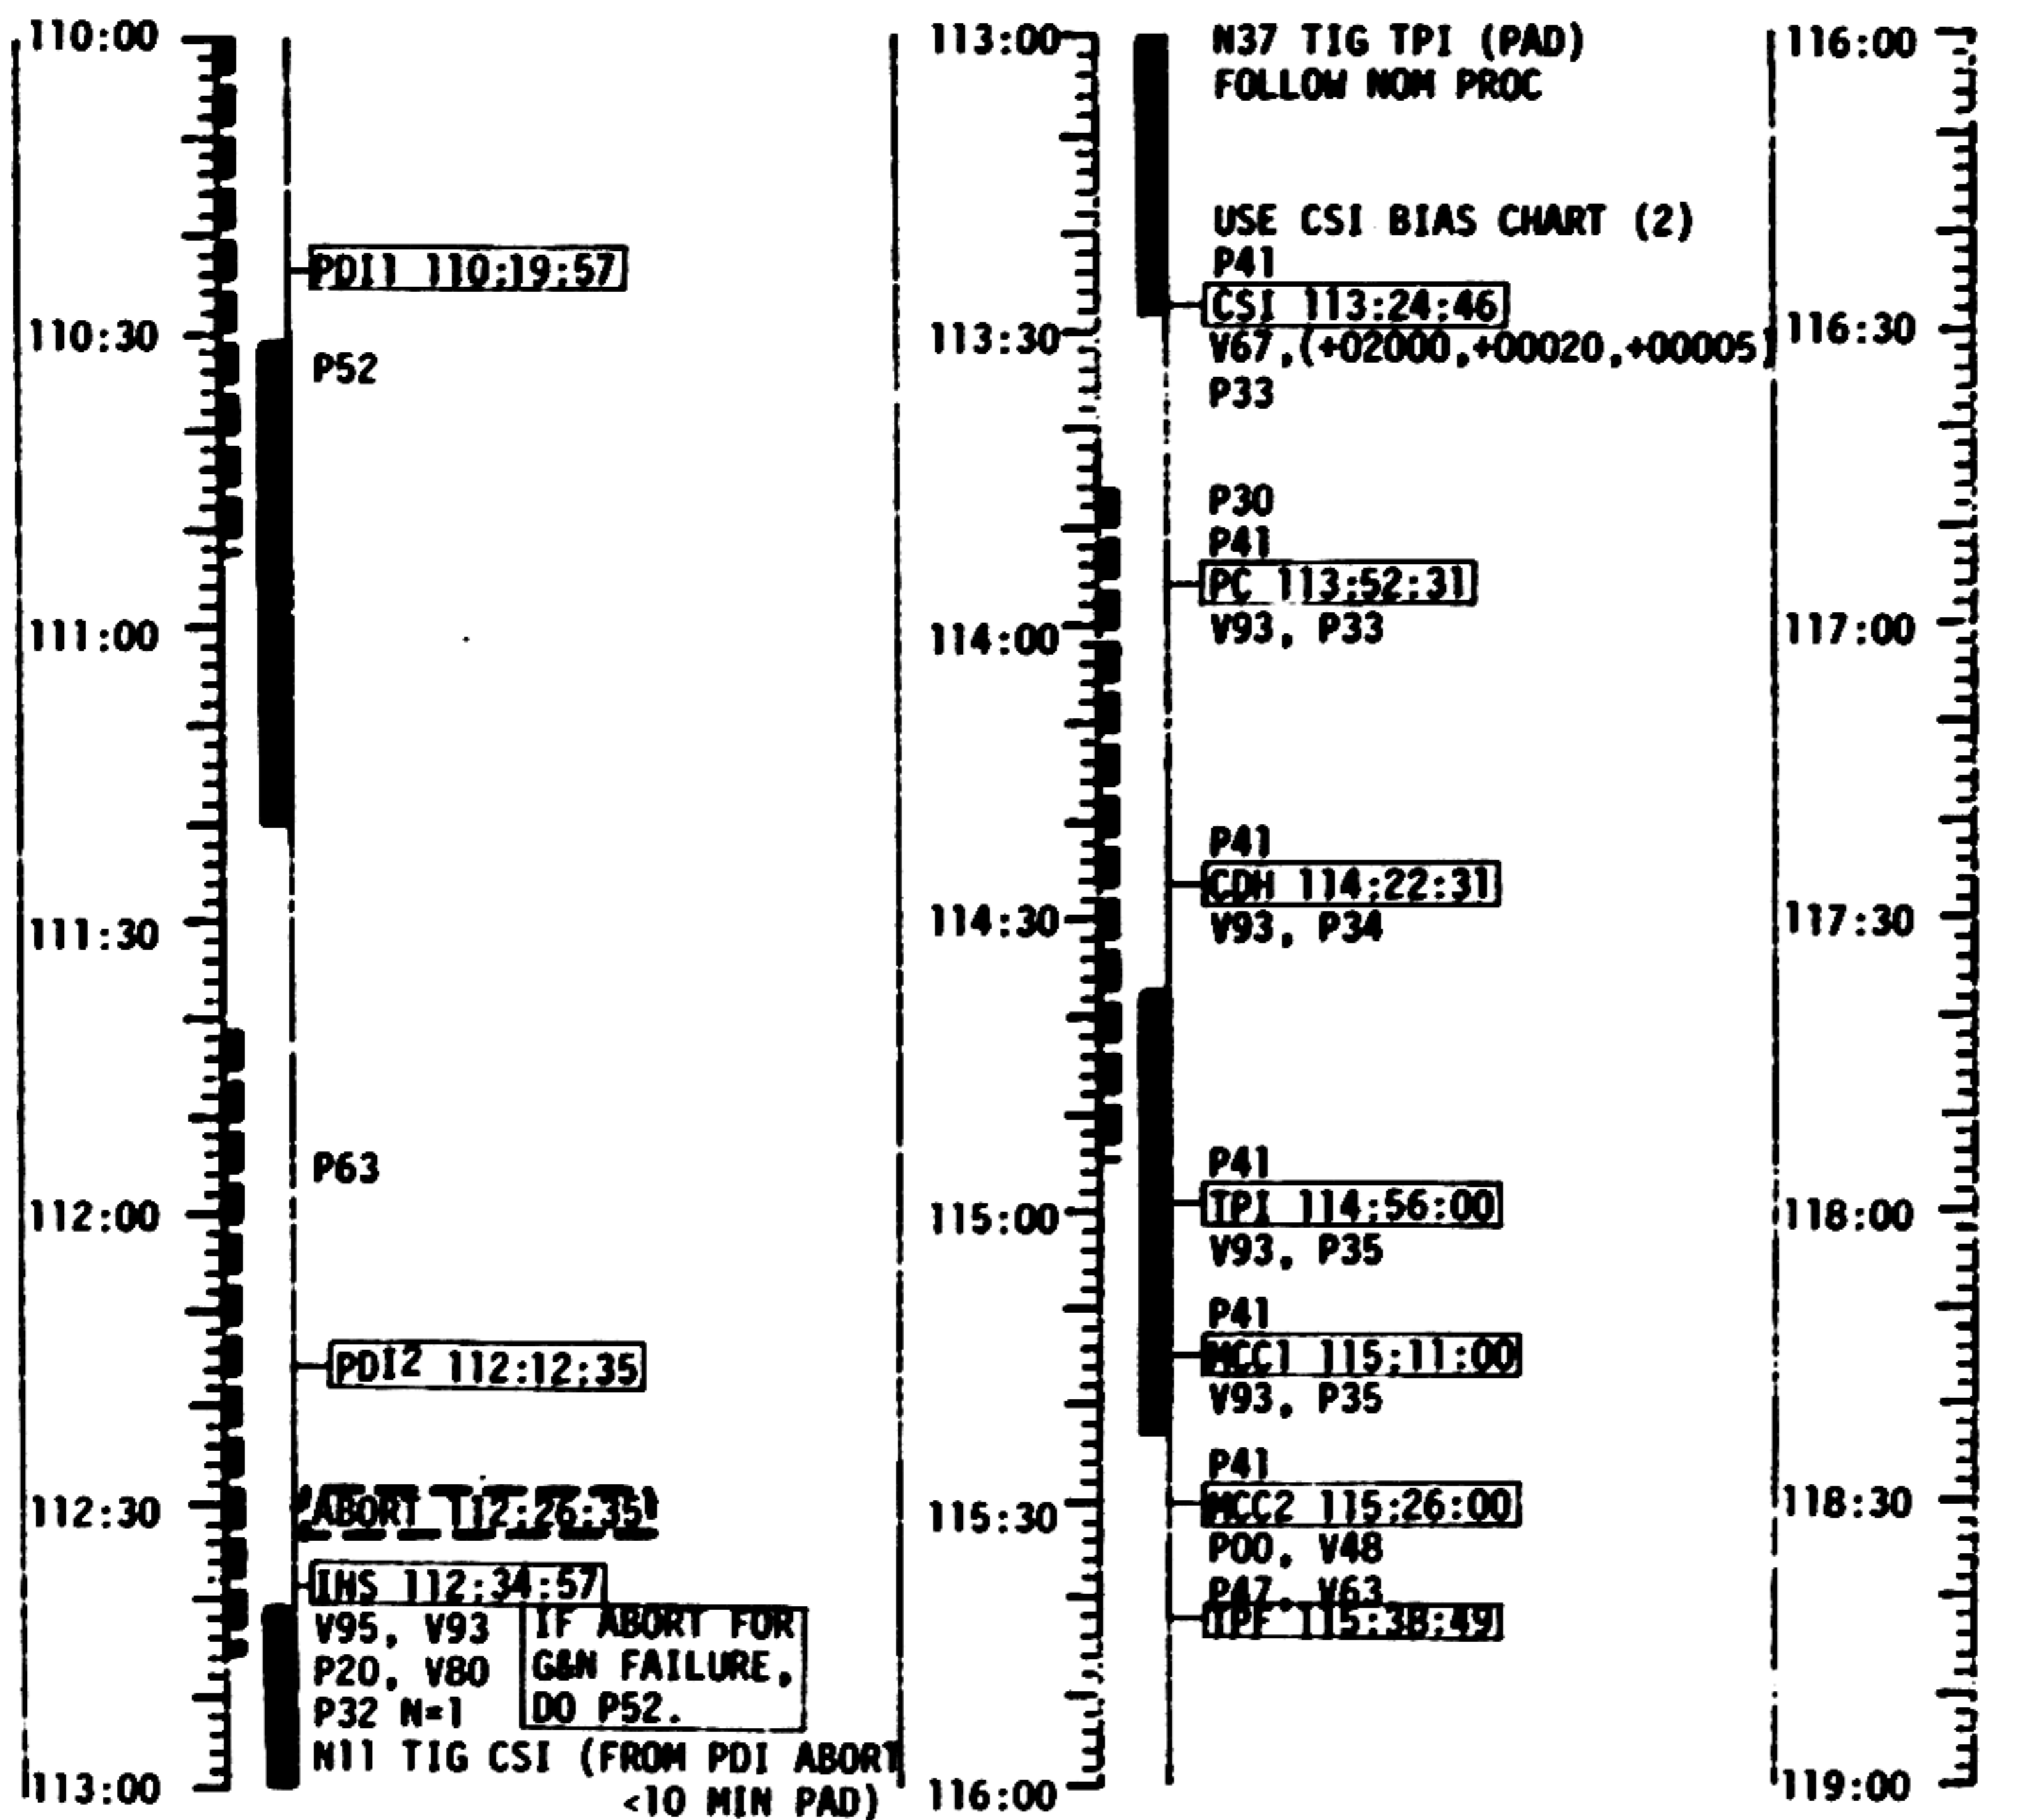 110:00
PDI1 110:19:57
110:30
P52
111:00
111:30
P63
112:00
PDI2 112:12:35
112:30
ABORT 112:26:35
IHS 112:34:57
V95, V93
P20, V80
P32 N=1
IF ABORT FOR
G&N FAILURE,
DO P52.
N11 TIG CSI (FROM PDI ABORT
<10 MIN PAD)
113:00
113:00
N37 TIG TPI (PAD)
FOLLOW NOM PROC
USE CSI BIAS CHART (2)
P41
CSI 113:24:46
113:30
V67,(+02000,+00020,+00005)
P33
P30
P41
PC 113:52:31
V93, P33
114:00
P41
CDH 114:22:31
114:30
V93, P34
P41
TPI 114:56:00
115:00
V93, P35
P41
MCC1 115:11:00
V93, P35
P41
MCC2 115:26:00
115:30
P00, V48
P47, V63
TPF 115:38:49
116:00
116:00
116:30
117:00
117:30
118:00
118:30
119:00